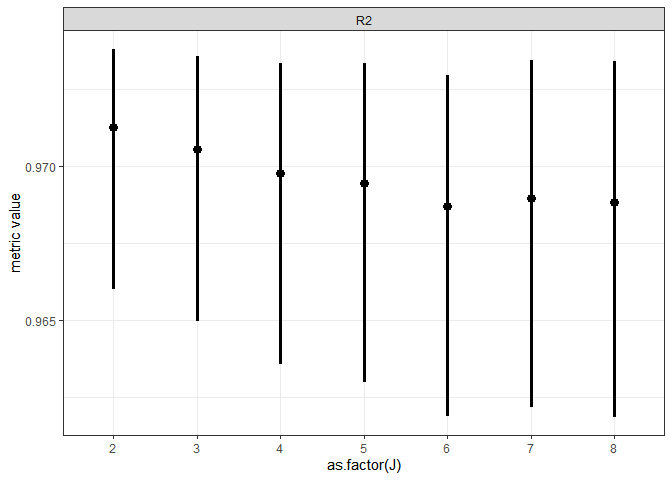 R2
metric value
0.970
0.965
2 3 4 5 6 7 8
as.factor(J)